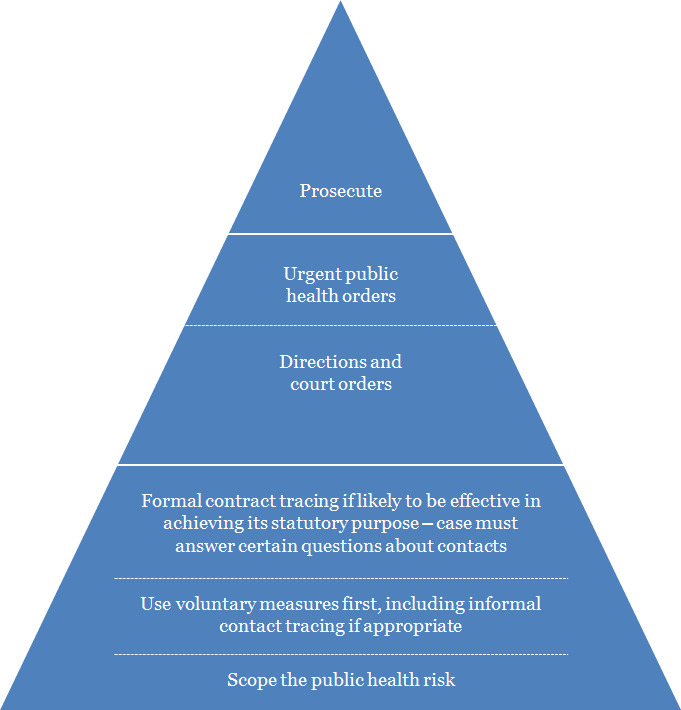 Prosecute
Urgent public
health orders
Directions and
court orders
Formal contract tracing if likely to be effective in
achieving its statutory purpose – case must
answer certain questions about contacts
Use voluntary measures first, including informal
contact tracing if appropriate
Scope the public health risk